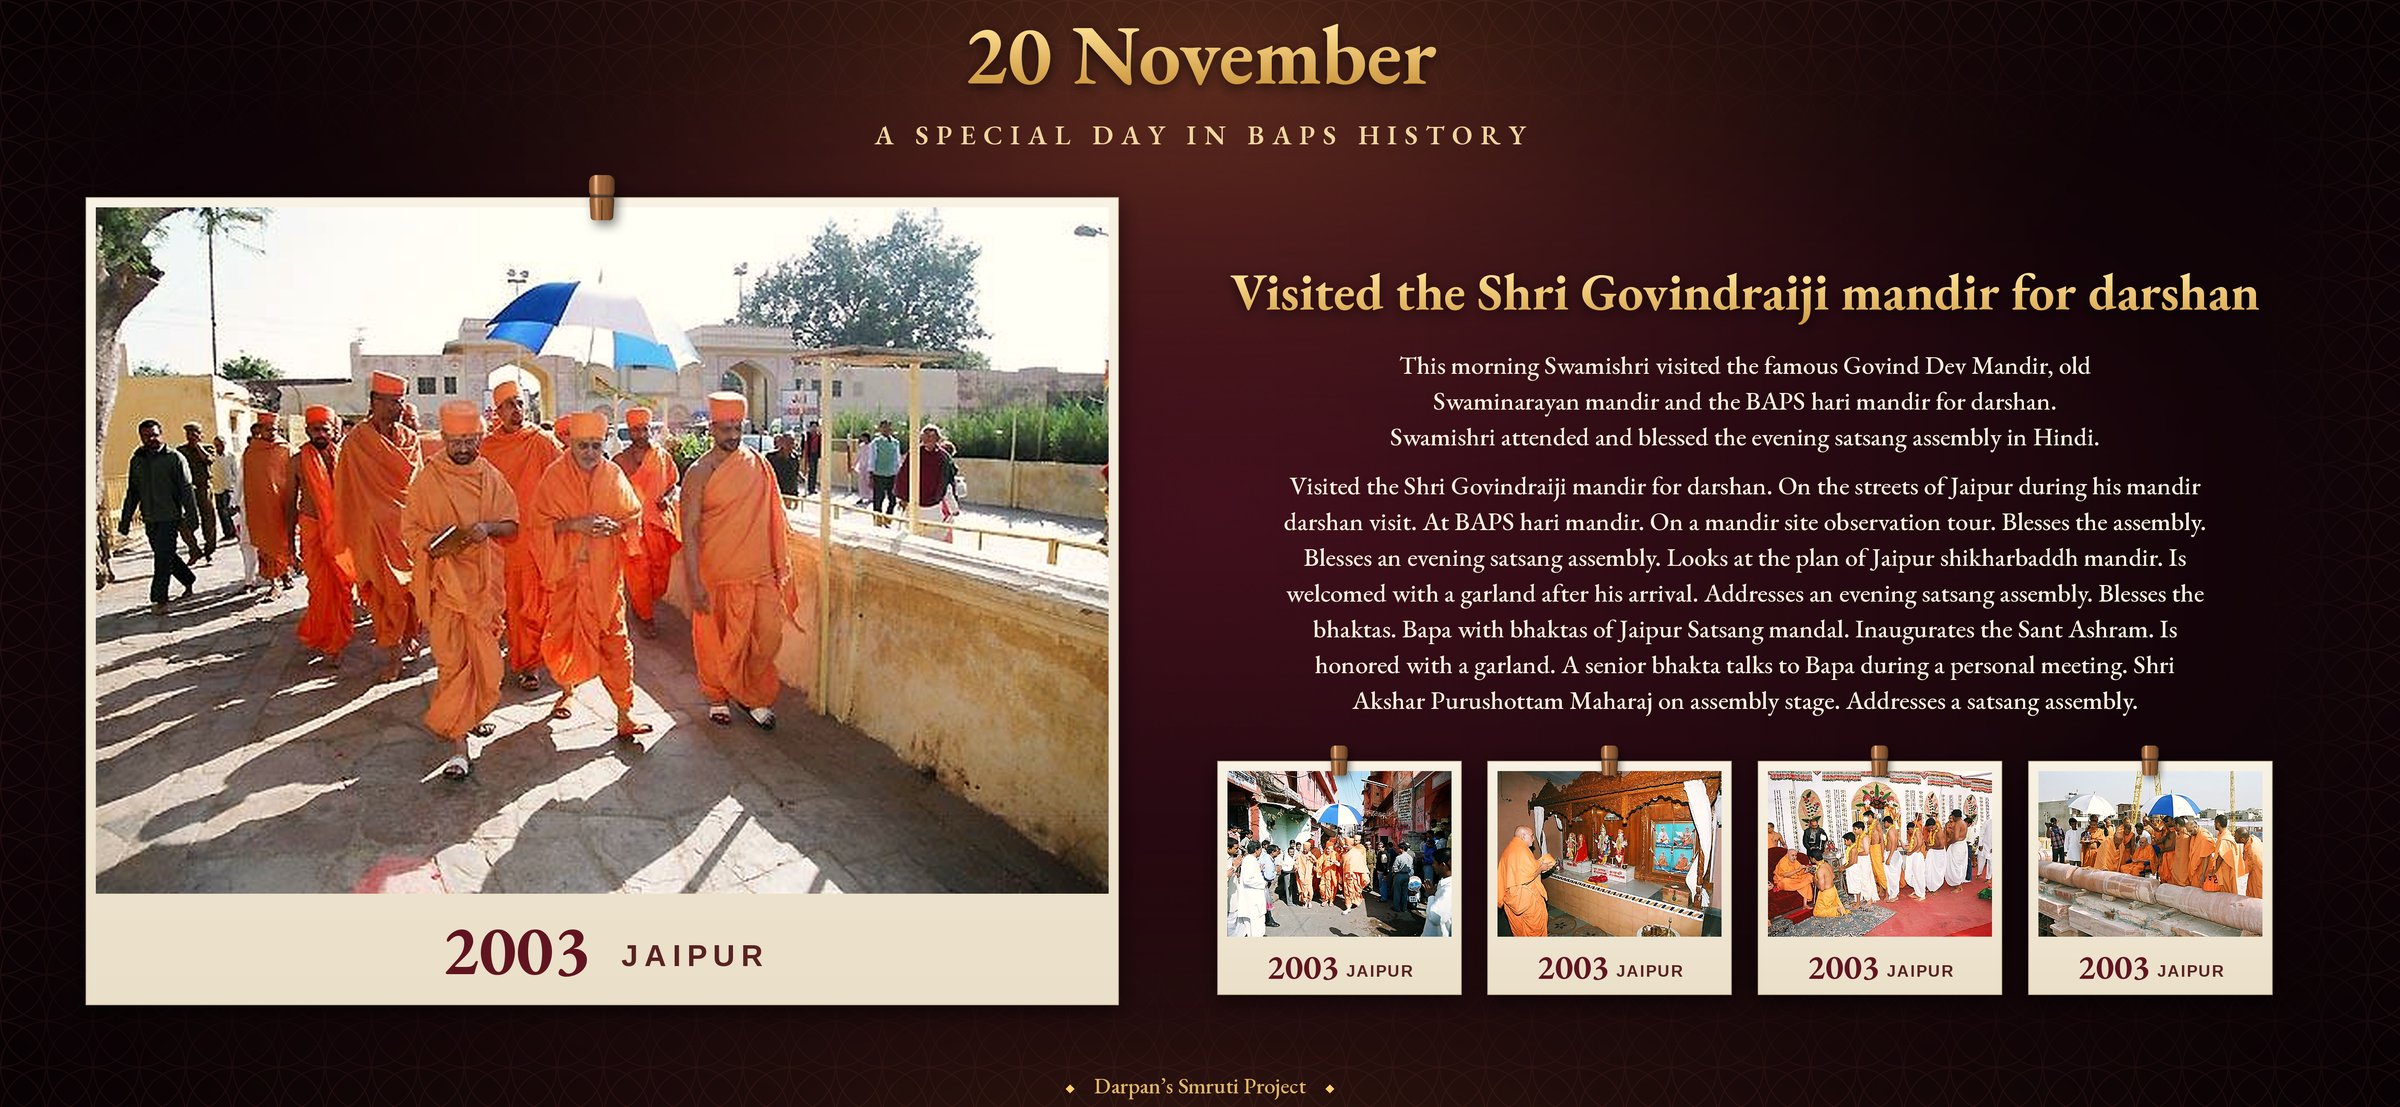 20 November
A SPECIAL DAY IN BAPS HISTORY
2003 JAIPUR
Visited the Shri Govindraiji mandir for darshan
This morning Swamishri visited the famous Govind Dev Mandir, old
Swaminarayan mandir and the BAPS hari mandir for darshan.
Swamishri attended and blessed the evening satsang assembly in Hindi.
Visited the Shri Govindraiji mandir for darshan. On the streets of Jaipur during his mandir
darshan visit. At BAPS hari mandir. On a mandir site observation tour. Blesses the assembly.
Blesses an evening satsang assembly. Looks at the plan of Jaipur shikharbaddh mandir. Is
welcomed with a garland after his arrival. Addresses an evening satsang assembly. Blesses the
bhaktas. Bapa with bhaktas of Jaipur Satsang mandal. Inaugurates the Sant Ashram. Is
honored with a garland. A senior bhakta talks to Bapa during a personal meeting. Shri
Akshar Purushottam Maharaj on assembly stage. Addresses a satsang assembly.
2003 JAIPUR
2003 JAIPUR
2003 JAIPUR
2003 JAIPUR
Darpan's Smruti Project